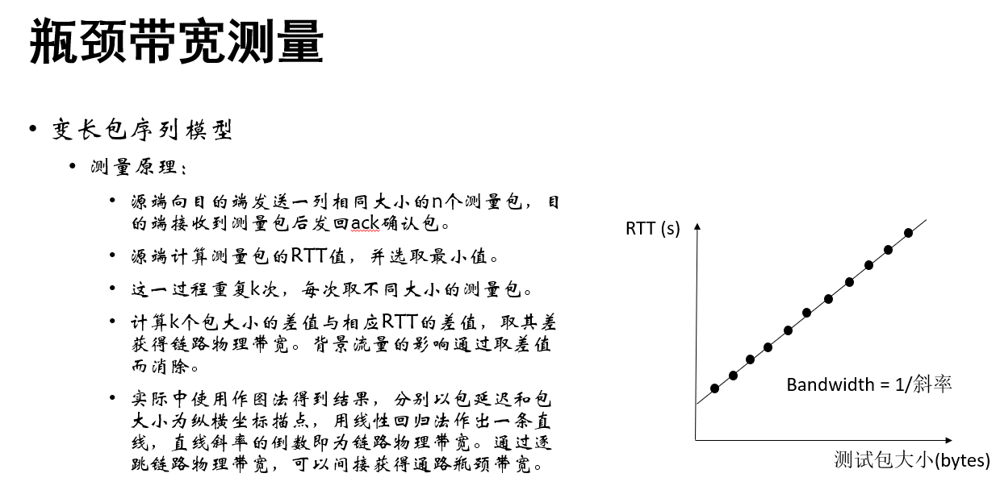 瓶颈带宽测量
• 变长包序列模型
• 测量原理：
• 源端向目的端发送一列相同大小的n个测量包，目
的端接收到测量包后发回ack确认包。
• 源端计算测量包的RTT值，并选取最小值。
• 这一过程重复k次，每次取不同大小的测量包。
• 计算k个包大小的差值与相应RTT的差值，取其差
获得链路物理带宽。背景流量的影响通过取差值
而消除。
• 实际中使用作图法得到结果，分别以包延迟和包
大小为纵横坐标描点，用线性回归法作出一条直
线，直线斜率的倒数即为链路物理带宽。通过逐
跳链路物理带宽，可以间接获得通路瓶颈带宽。
RTT (s)
Bandwidth = 1/斜率
测试包大小(bytes)